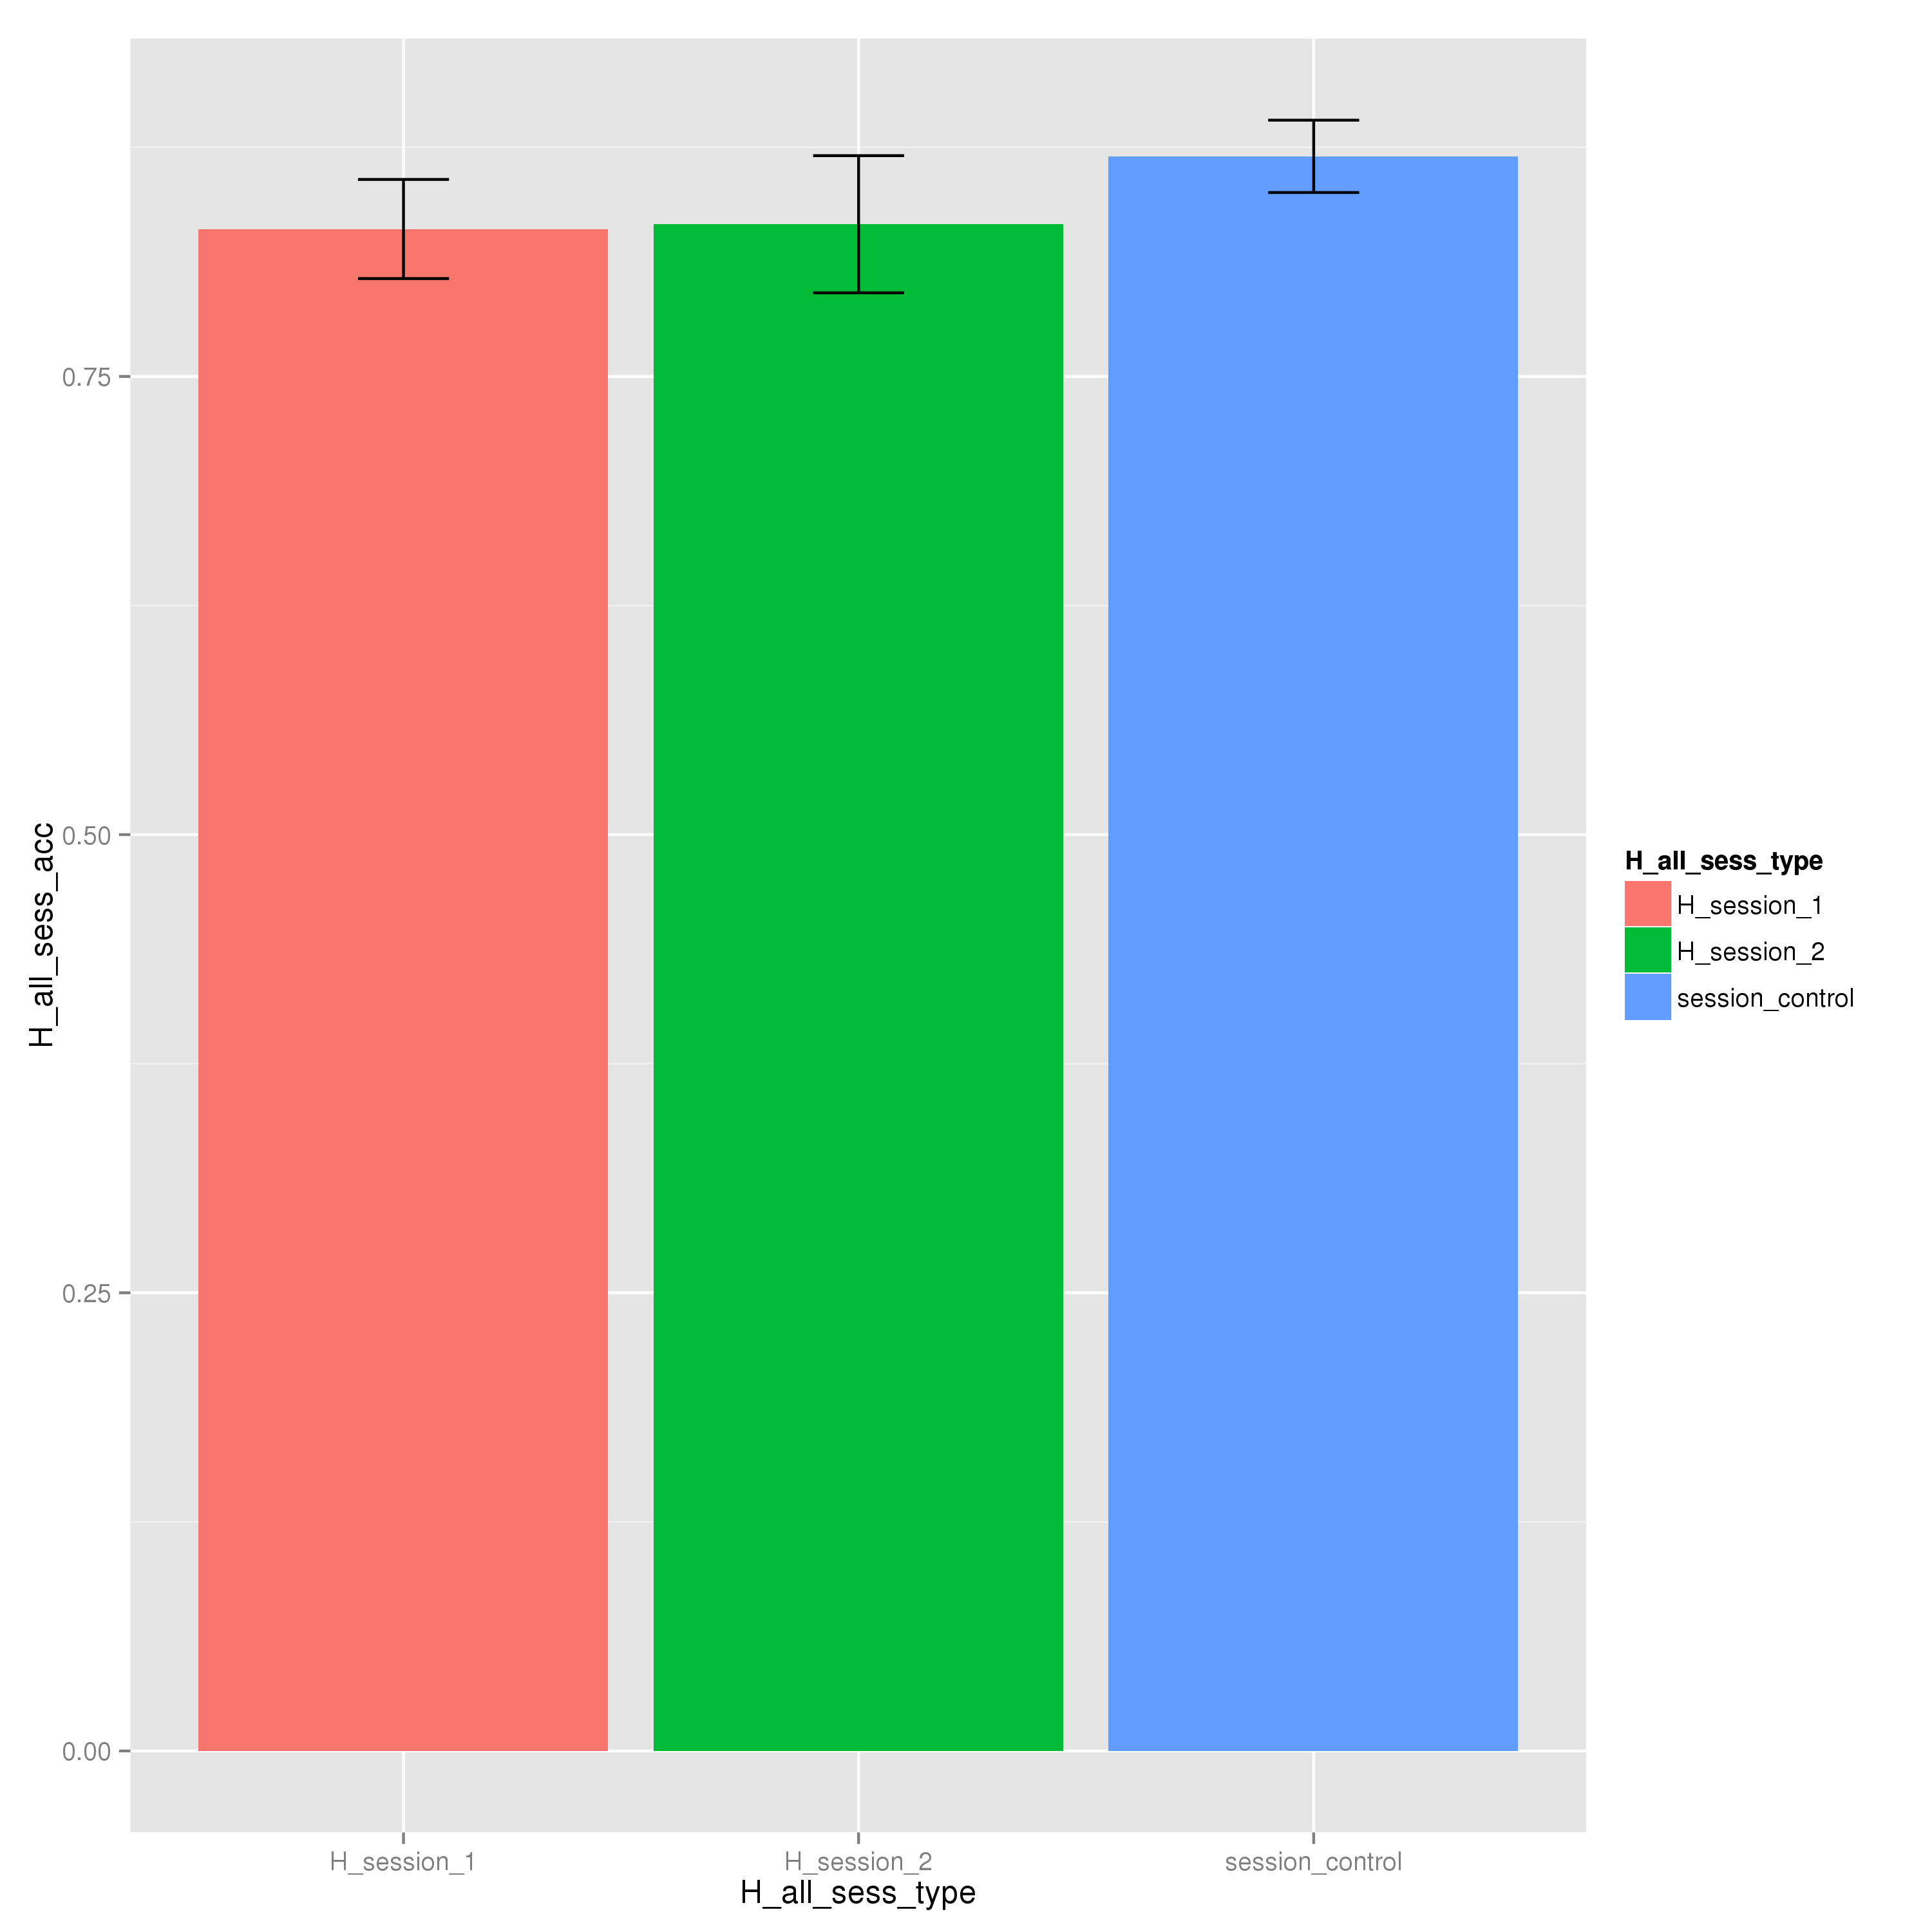 H_all_sess_acc
0.75
0.50
0.25
0.00
H_session_1
H_session_2
session_control
H_all_sess_type
H_all_sess_type
H_session_1
H_session_2
session_control